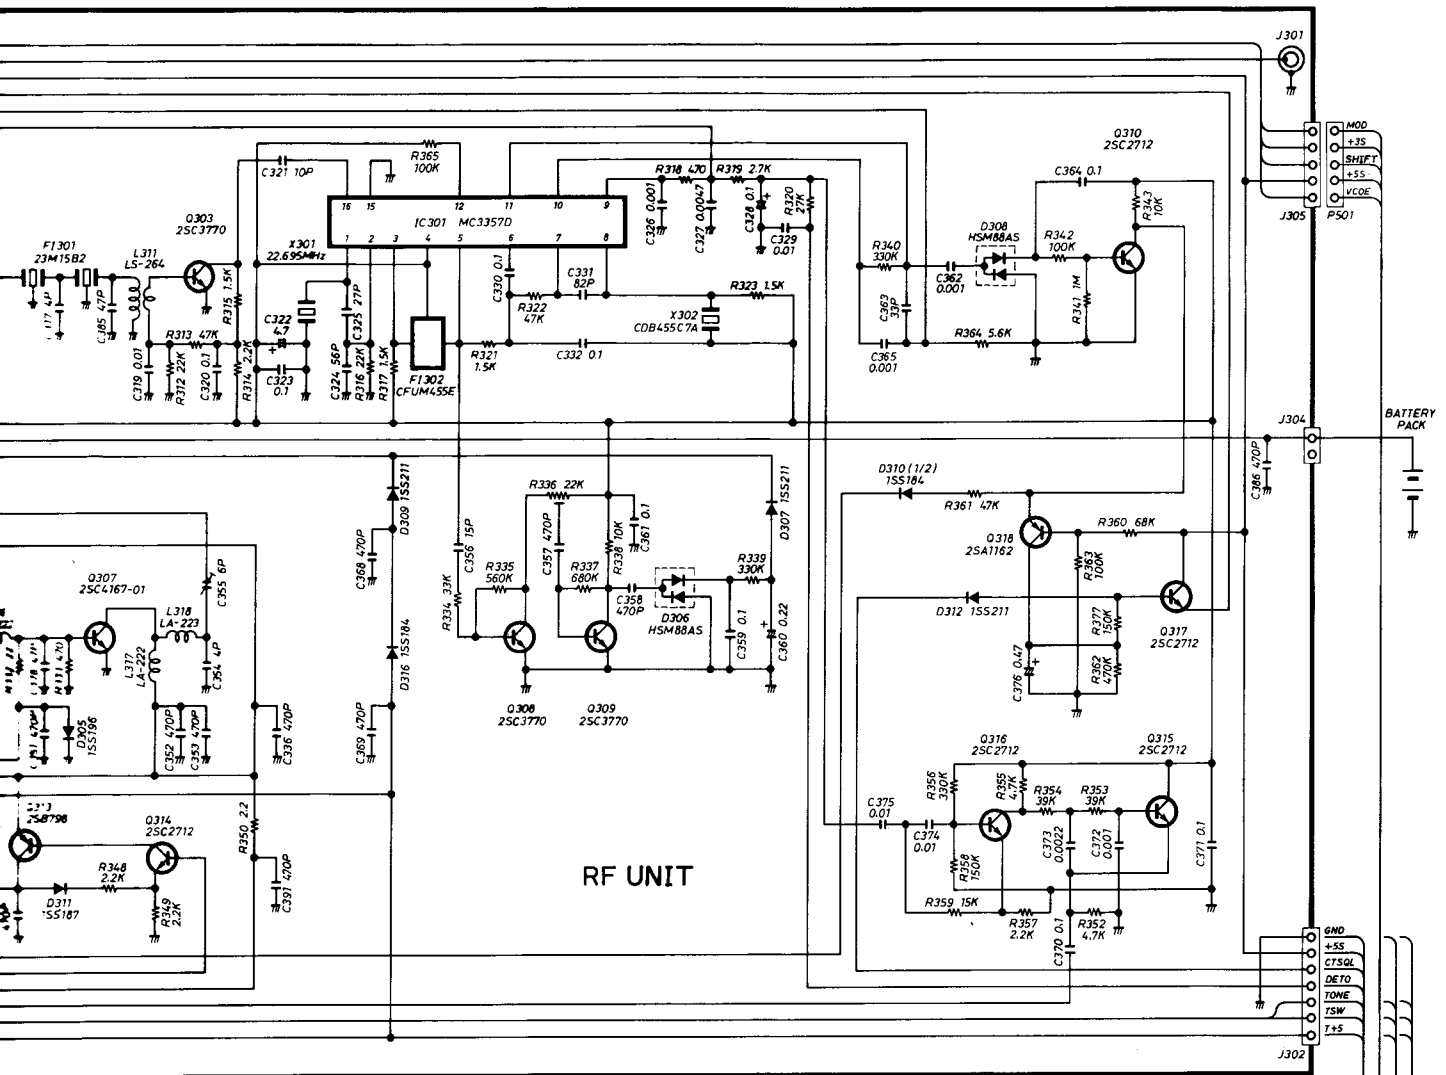 J301
MOD
+3S
SHIFT
+5S
VCOE
J305
P501
Q310
2SC2712
C364 0.1
R343
10K
D308
HSM88AS
R342
100K
R341 1M
R340
330K
C362
0.001
C363
33P
R364 5.6K
C365
0.001
R365
100K
C321 10P
16 15 12 11 10 9
IC301 MC3357D
1 2 3 4 5 6 7 8
R318 470
R319 2.7K
C326 0.001
C327 0.0047
C328 0.1
+
R320
27K
C329
0.01
Q303
2SC3770
FI301
23M15B2
L311
LS-264
X301
22.695MHz
R315 1.5K
C385 47P
R313 47K
C322
4.7
+
C325 27P
C330 0.1
C331
82P
R322
47K
R323 1.5K
X302
CDB455C7A
C319 0.01
R312 22K
C320 0.1
R314 2.2K
C323
0.1
C324 56P
R316 22K
R317 1.5K
FI302
CFUM455E
R321
1.5K
C332 0.1
J304
BATTERY
PACK
C386 470P
D309 1SS211
C368 470P
R336 22K
C356 15P
C357 470P
R338 10K
C361 0.1
D307 1SS211
R335
560K
R337
680K
R339
330K
R334 33K
C358
470P
D306
HSM88AS
C359 0.1
C360 0.22
+
Q308
2SC3770
Q309
2SC3770
D310 (1/2)
1SS184
R361 47K
Q318
2SA1162
R360 68K
R363
100K
D312 1SS211
R377
150K
Q317
2SC2712
C376 0.47
+
R362
470K
Q307
2SC4167-01
L318
LA-223
C355 6P
L317
LA-222
C354 4P
D316 1SS184
D305
1SS196
C352 470P
C353 470P
C336 470P
C369 470P
Q314
2SC2712
R350 2.2
R348
2.2K
R349
2.2K
C391 470P
D311
1SS187
RF UNIT
Q316
2SC2712
Q315
2SC2712
C375
0.01
R356
330K
R355
4.7K
R354
39K
R353
39K
C374
0.01
R358
150K
C373
0.0022
C372
0.001
C371 0.1
R359 15K
R357
2.2K
R352
4.7K
C370 0.1
GND
+5S
CTSQL
DETO
TONE
TSW
T+5
J302